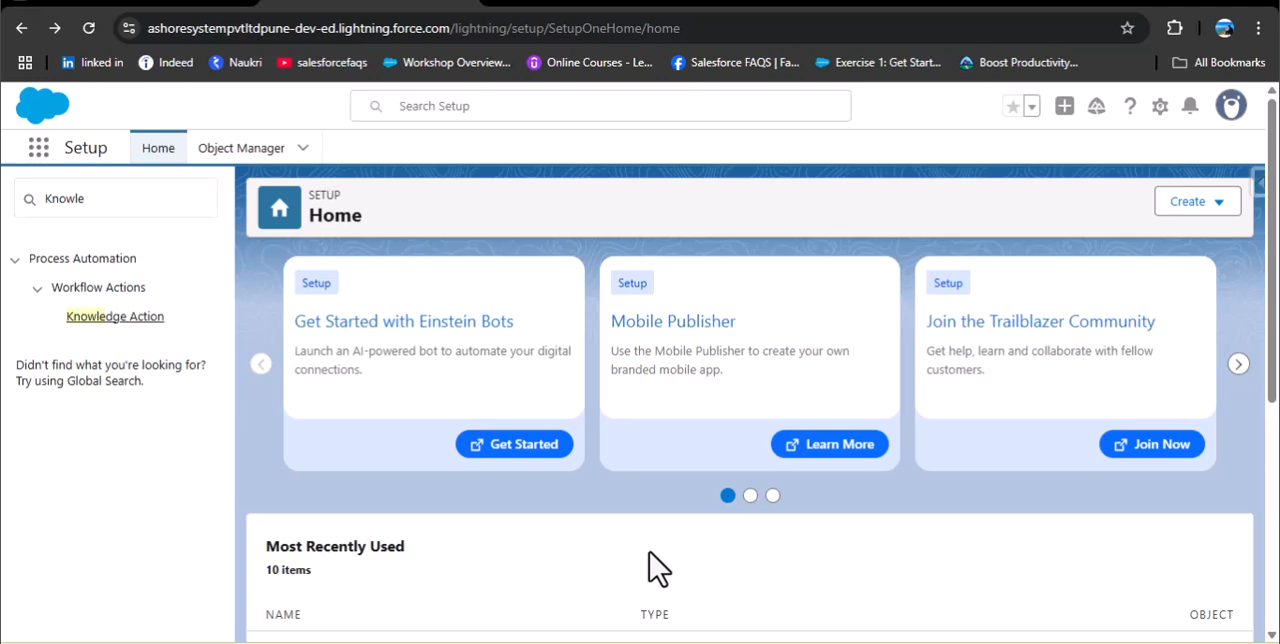 ashoresystempvtltdpune-dev-ed.lightning.force.com/lightning/setup/SetupOneHome/home
linked in Indeed Naukri salesforcefaqs Workshop Overview... Online Courses - Le... Salesforce FAQS | Fa... Exercise 1: Get Start... Boost Productivity... All Bookmarks
Search Setup
Setup Home Object Manager
Knowle
Process Automation
Workflow Actions
Knowledge Action
Didn't find what you're looking for?
Try using Global Search.
SETUP
Home
Create
Setup
Get Started with Einstein Bots
Launch an AI-powered bot to automate your digital
connections.
Get Started
Setup
Mobile Publisher
Use the Mobile Publisher to create your own
branded mobile app.
Learn More
Setup
Join the Trailblazer Community
Get help, learn and collaborate with fellow
customers.
Join Now
Most Recently Used
10 items
NAME TYPE OBJECT